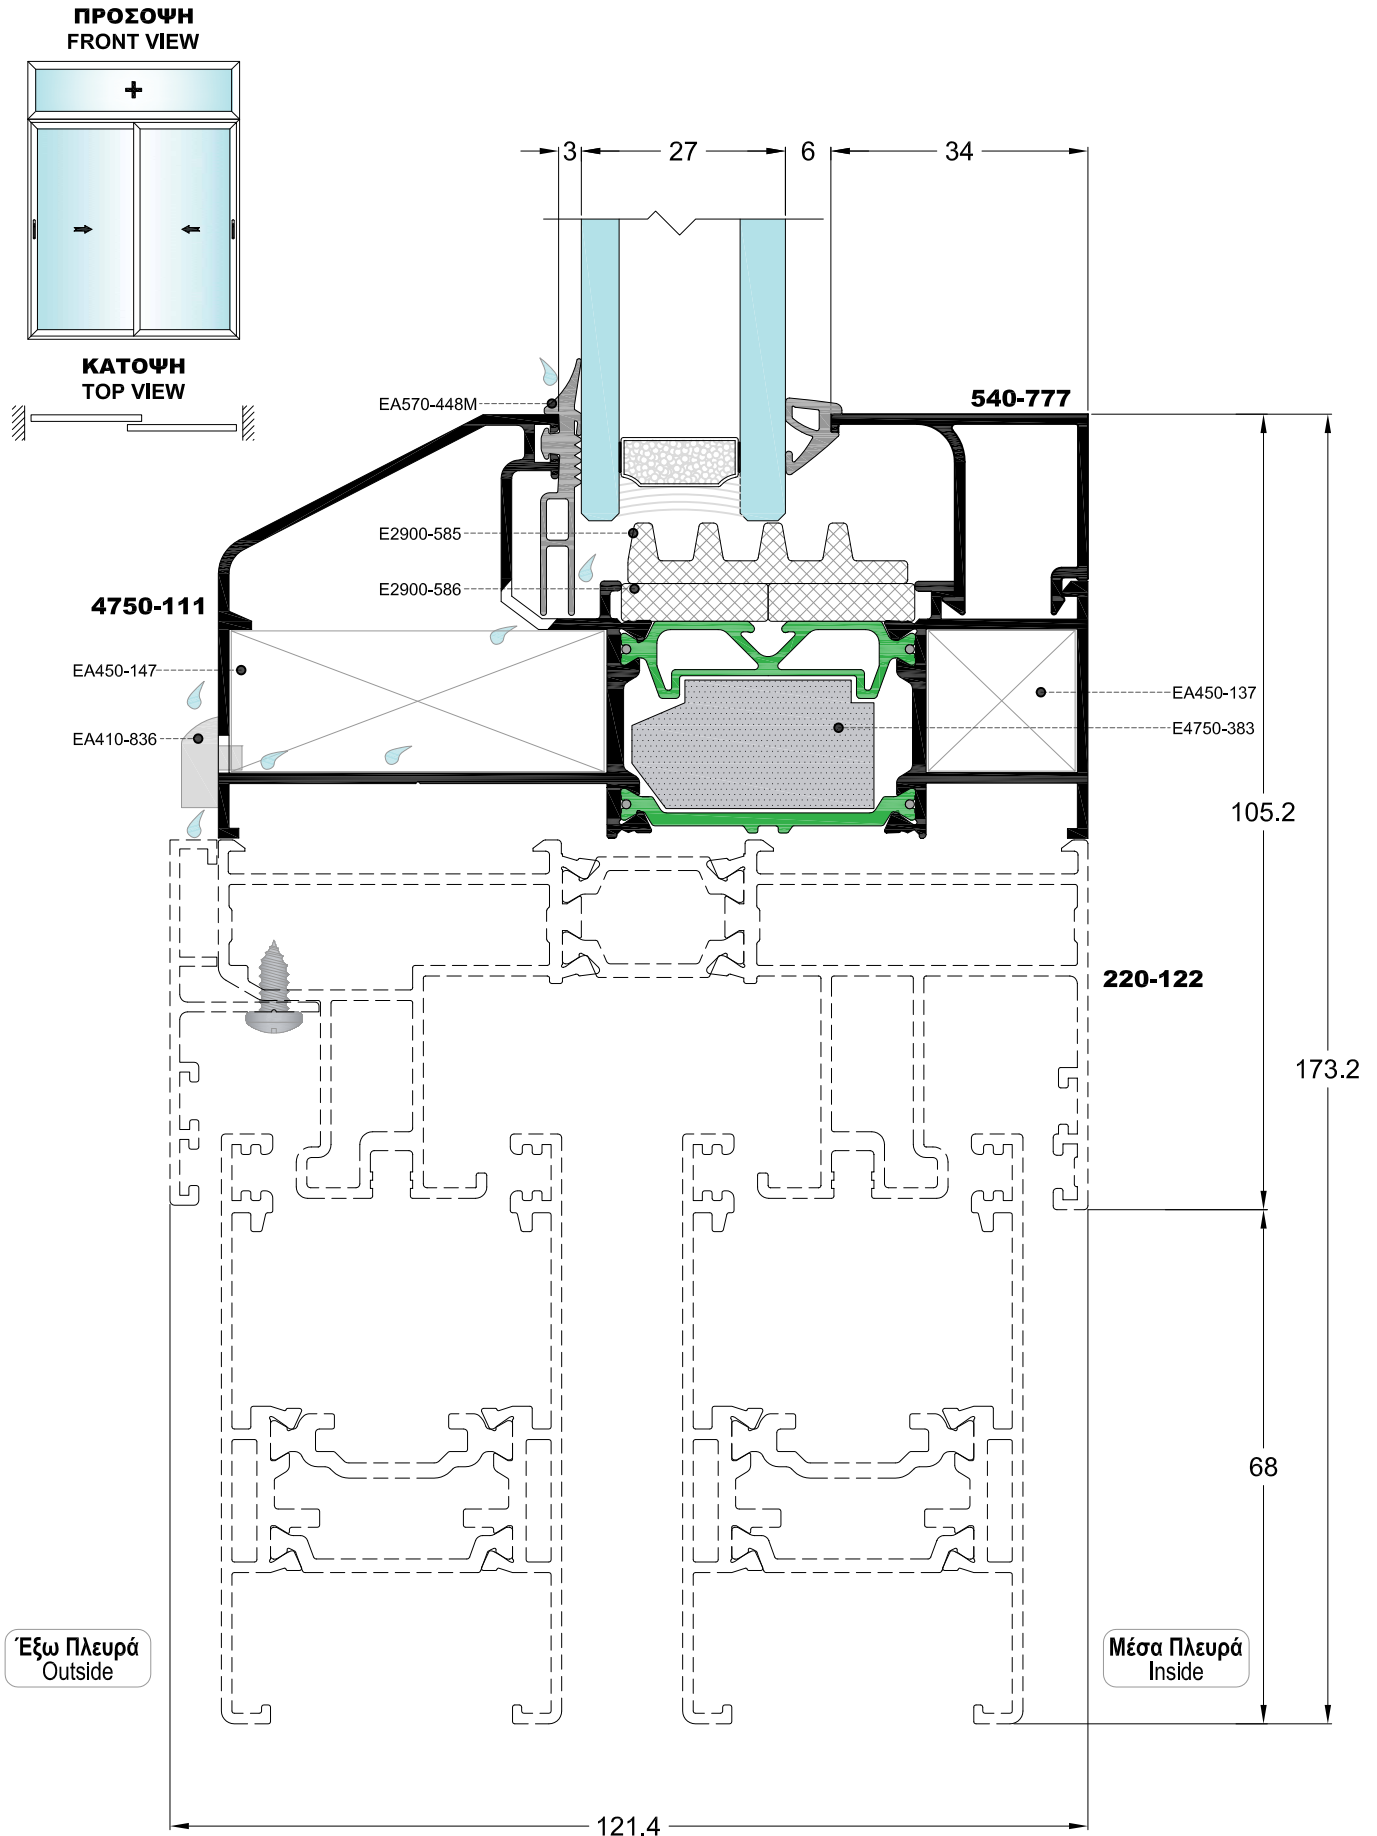 ΠΡΟΣΟΨΗ
FRONT VIEW
ΚΑΤΟΨΗ
TOP VIEW
3
27
6
34
EA570-448M
540-777
E2900-585
E2900-586
4750-111
EA450-147
EA450-137
EA410-836
E4750-383
105.2
220-122
173.2
68
Έξω Πλευρά
Outside
Μέσα Πλευρά
Inside
121.4